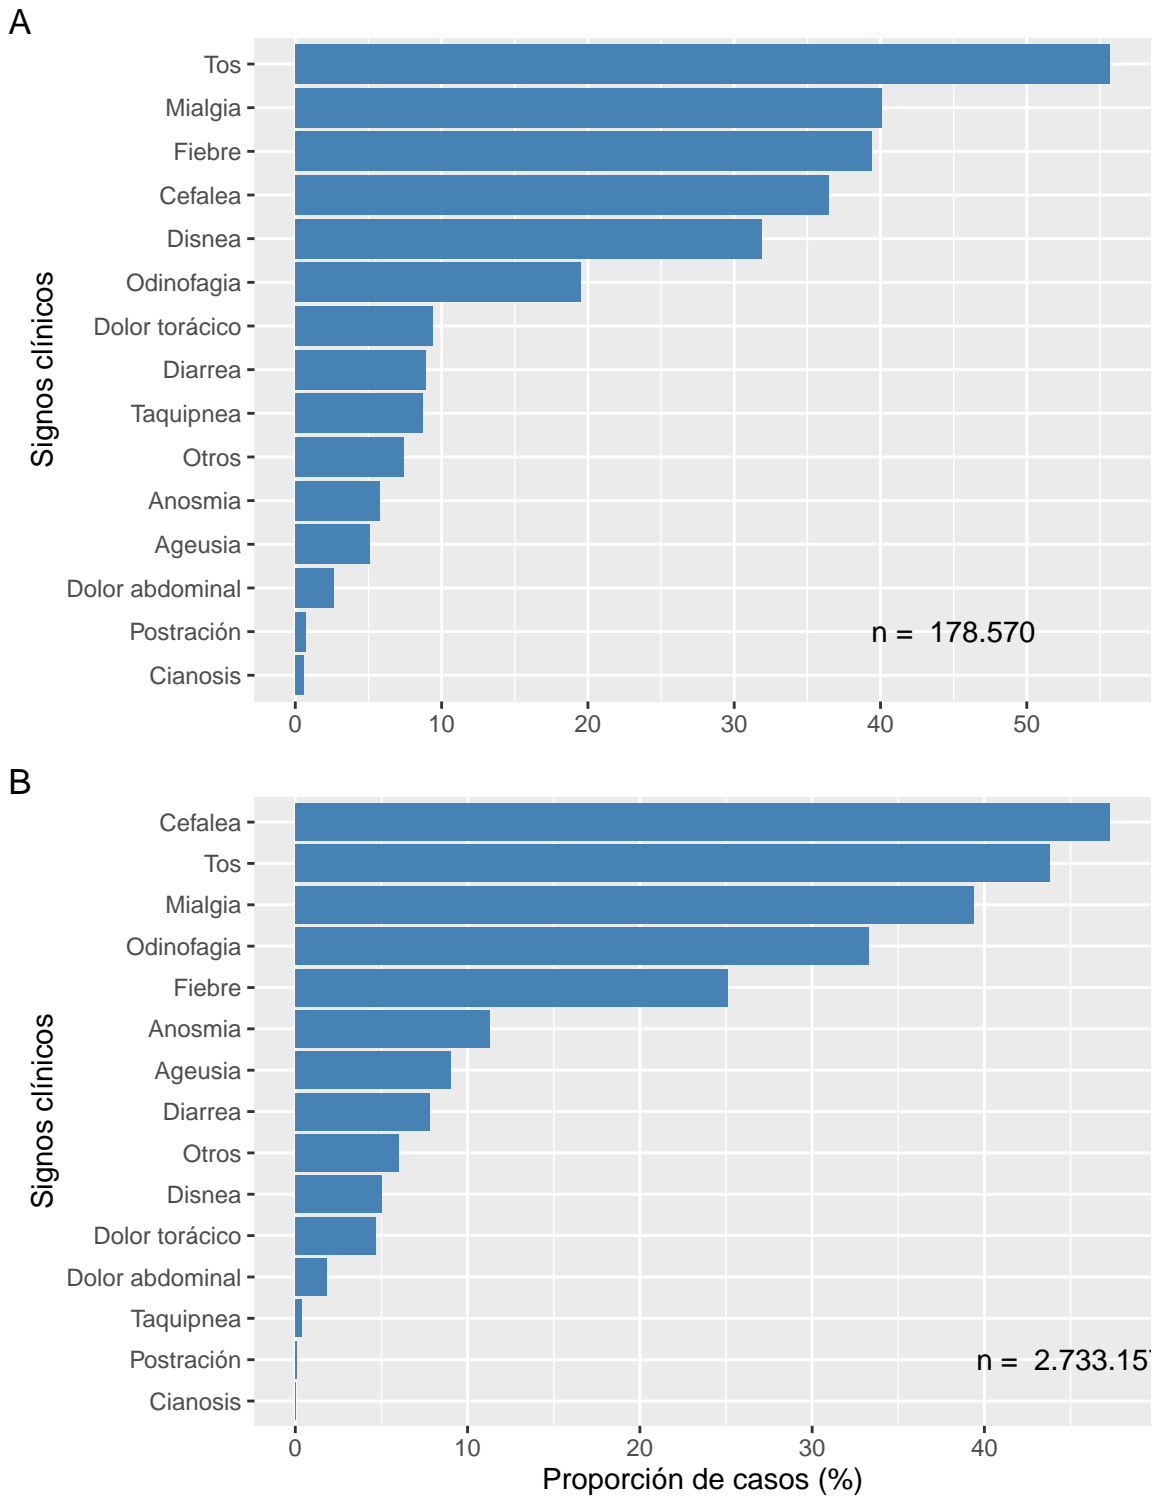 A
Signos clínicos
Tos
Mialgia
Fiebre
Cefalea
Disnea
Odinofagia
Dolor torácico
Diarrea
Taquipnea
Otros
Anosmia
Ageusia
Dolor abdominal
Postración
Cianosis
n = 178.570
0 10 20 30 40 50
B
Signos clínicos
Cefalea
Tos
Mialgia
Odinofagia
Fiebre
Anosmia
Ageusia
Diarrea
Otros
Disnea
Dolor torácico
Dolor abdominal
Taquipnea
Postración
Cianosis
n =
0 10 20 30 40
Proporción de casos (%)